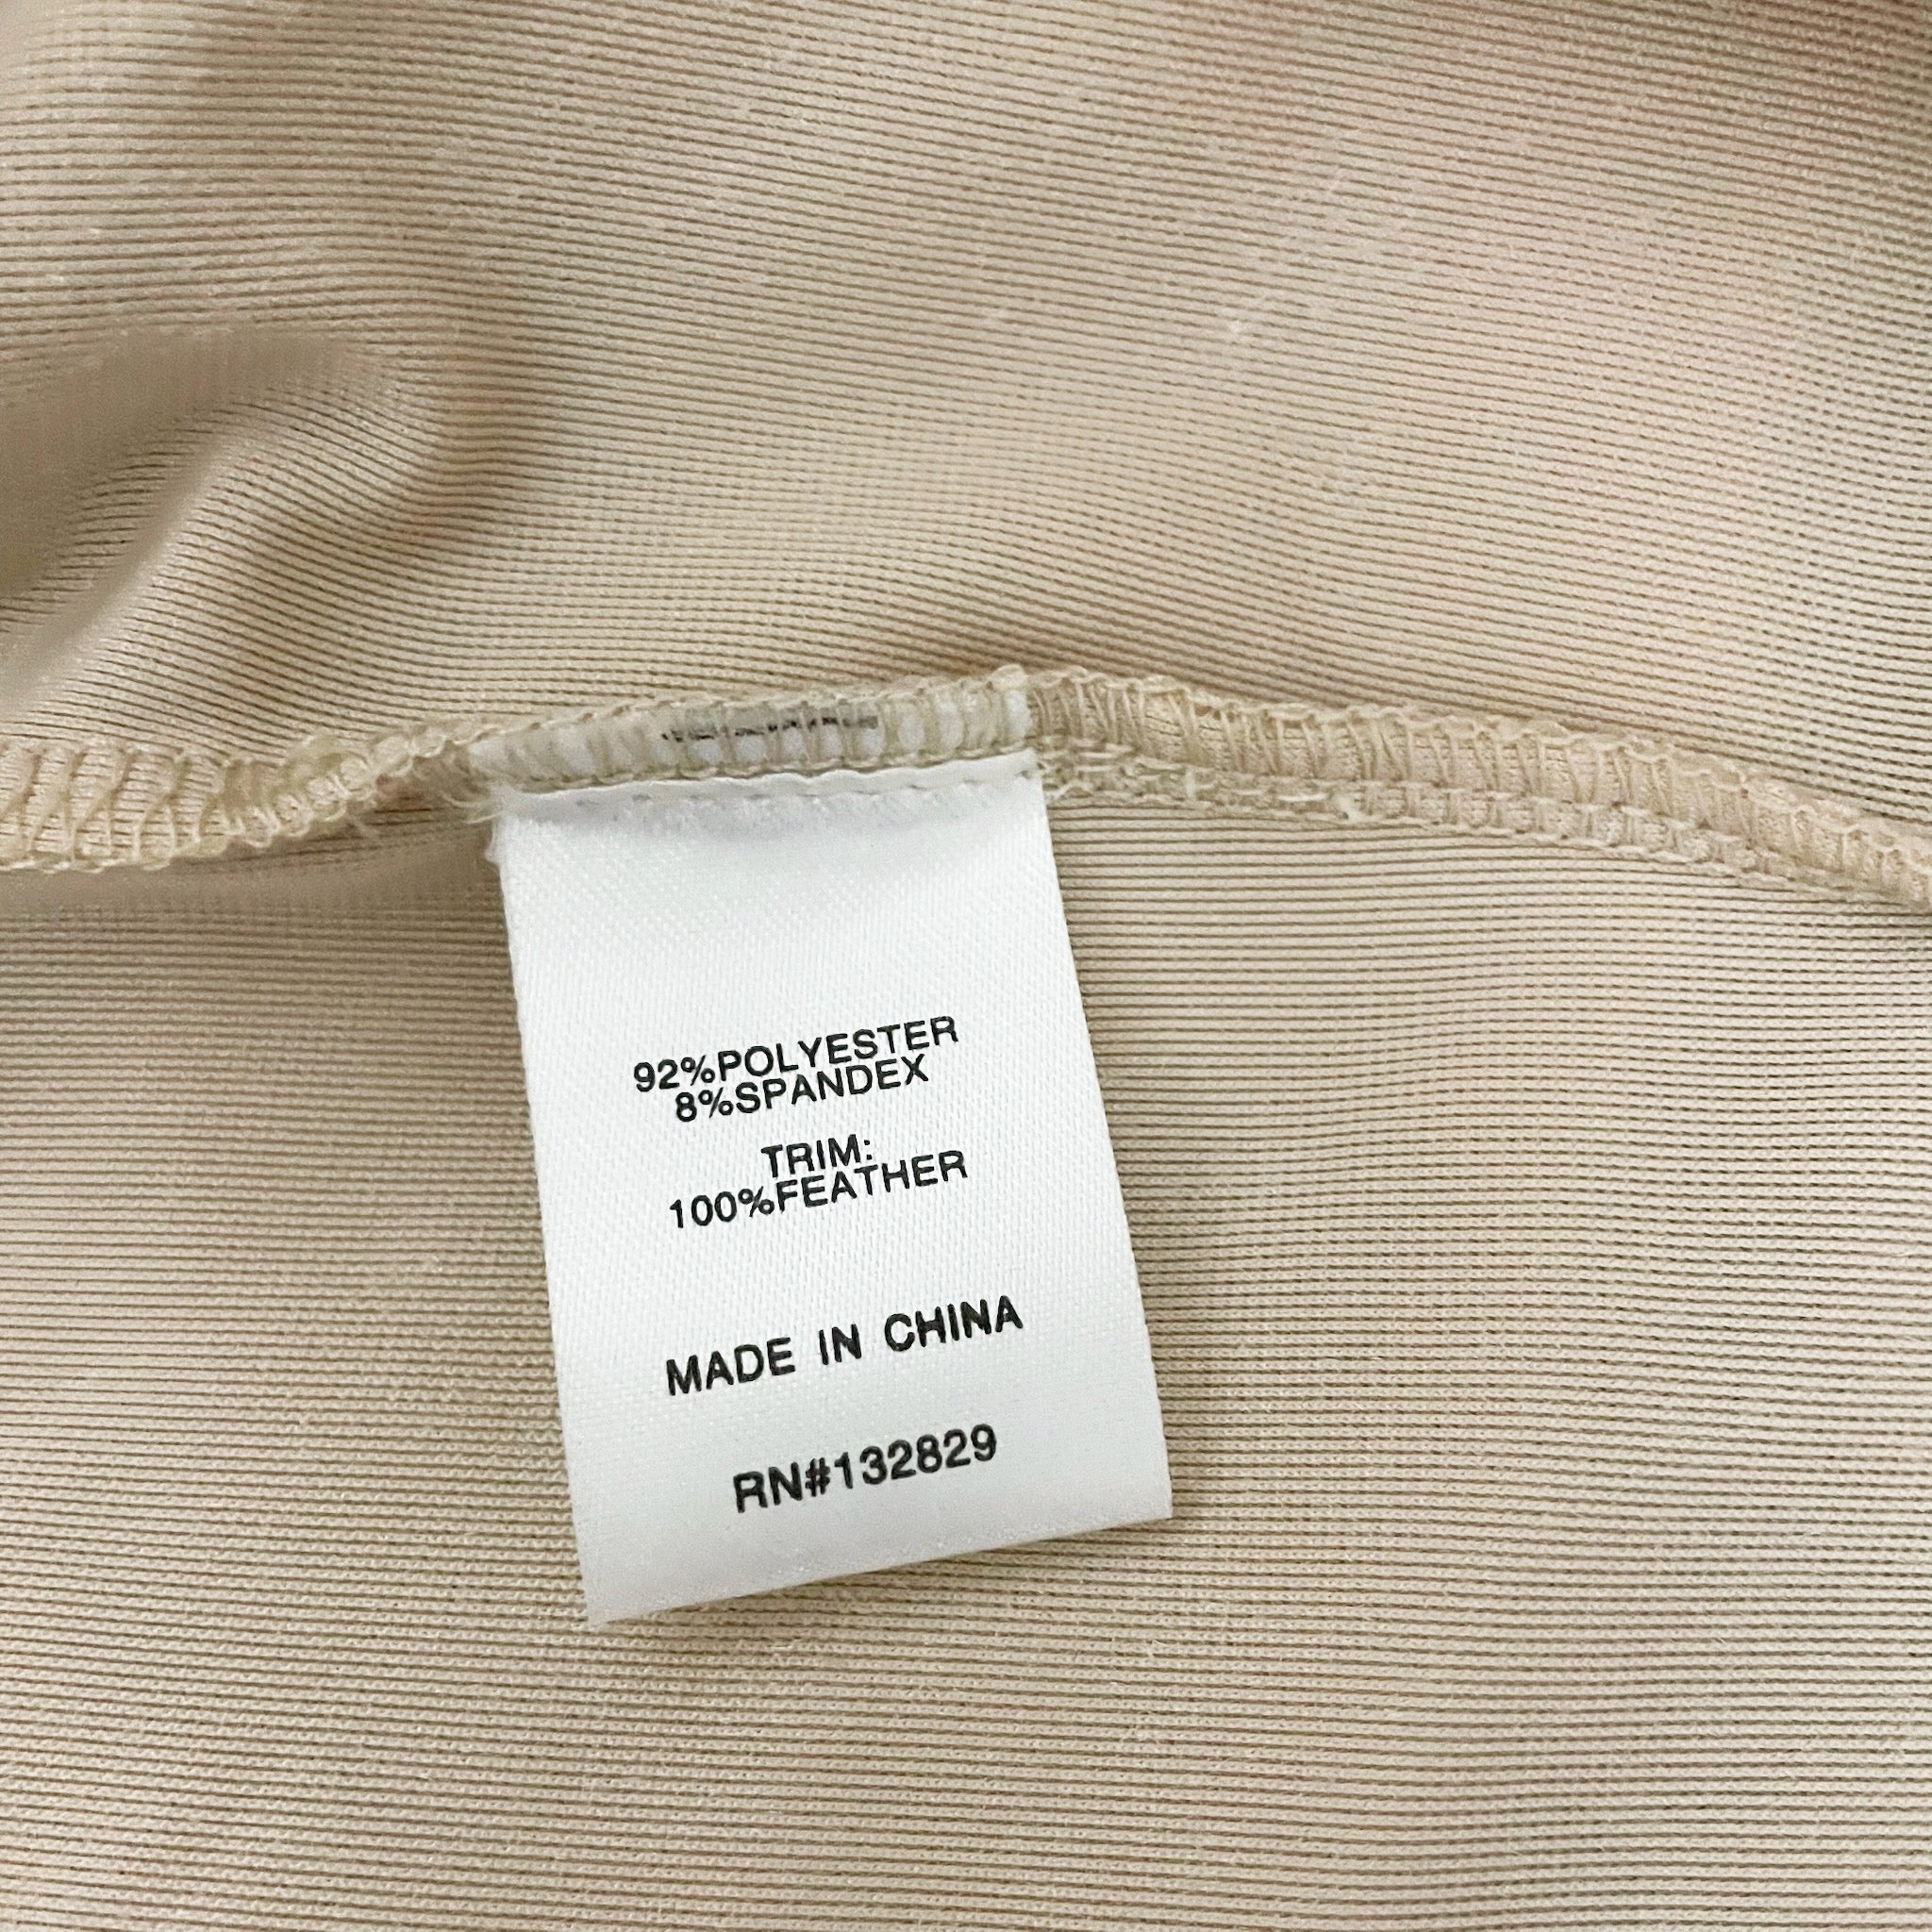 92%POLYESTER
8%SPANDEX
TRIM:
100%FEATHER
MADE IN CHINA
RN#132829